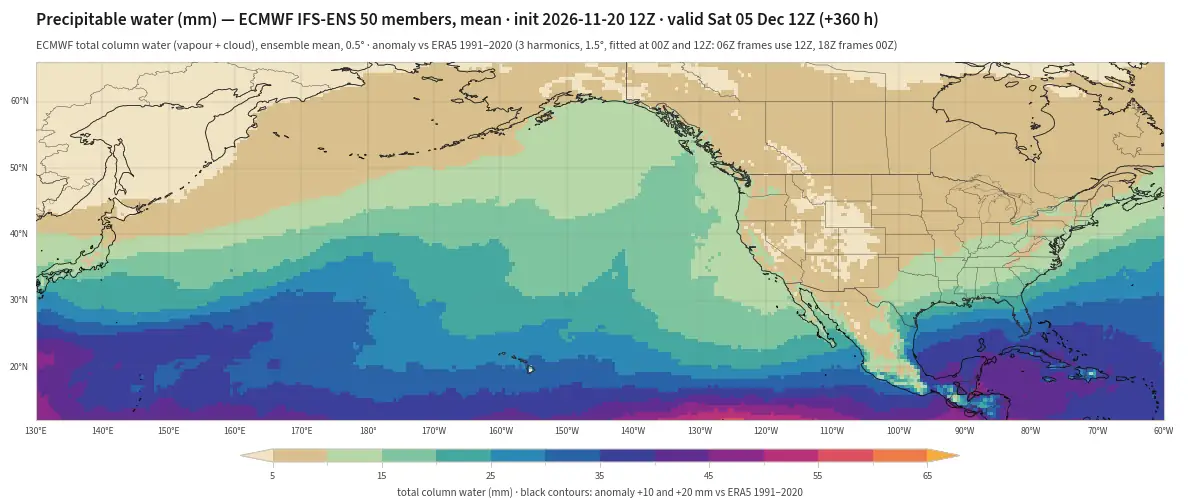 Precipitable water (mm) — ECMWF IFS-ENS 50 members, mean · init 2026-11-20 12Z · valid Sat 05 Dec 12Z (+360 h)
ECMWF total column water (vapour + cloud), ensemble mean, 0.5° · anomaly vs ERA5 1991–2020 (3 harmonics, 1.5°, fitted at 00Z and 12Z: 06Z frames use 12Z, 18Z frames 00Z)
60°N
50°N
40°N
30°N
20°N
130°E 140°E 150°E 160°E 170°E 180° 170°W 160°W 150°W 140°W 130°W 120°W 110°W 100°W 90°W 80°W 70°W 60°W
5 15 25 35 45 55 65
total column water (mm) · black contours: anomaly +10 and +20 mm vs ERA5 1991–2020